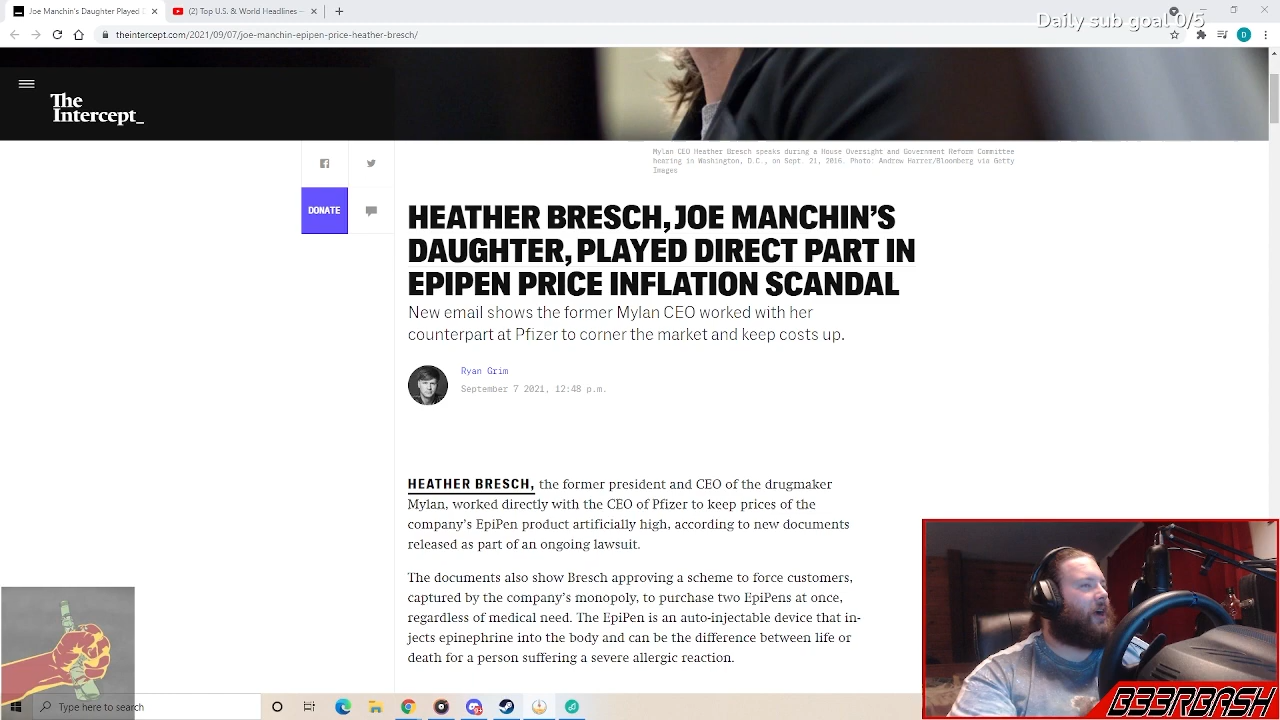 Joe Manchin's Daughter Played D
(2) Top U.S. & World Headlines –
Daily sub goal 0/5
theintercept.com/2021/09/07/joe-manchin-epipen-price-heather-bresch/
D
The
Intercept_
Mylan CEO Heather Bresch speaks during a House Oversight and Government Reform Committee
hearing in Washington, D.C., on Sept. 21, 2016. Photo: Andrew Harrer/Bloomberg via Getty
Images
DONATE
HEATHER BRESCH, JOE MANCHIN'S
DAUGHTER, PLAYED DIRECT PART IN
EPIPEN PRICE INFLATION SCANDAL
New email shows the former Mylan CEO worked with her
counterpart at Pfizer to corner the market and keep costs up.
Ryan Grim
September 7 2021, 12:48 p.m.
HEATHER BRESCH, the former president and CEO of the drugmaker
Mylan, worked directly with the CEO of Pfizer to keep prices of the
company's EpiPen product artificially high, according to new documents
released as part of an ongoing lawsuit.
The documents also show Bresch approving a scheme to force customers,
captured by the company's monopoly, to purchase two EpiPens at once,
regardless of medical need. The EpiPen is an auto-injectable device that in-
jects epinephrine into the body and can be the difference between life or
death for a person suffering a severe allergic reaction.
Type here to search
B33RBASH